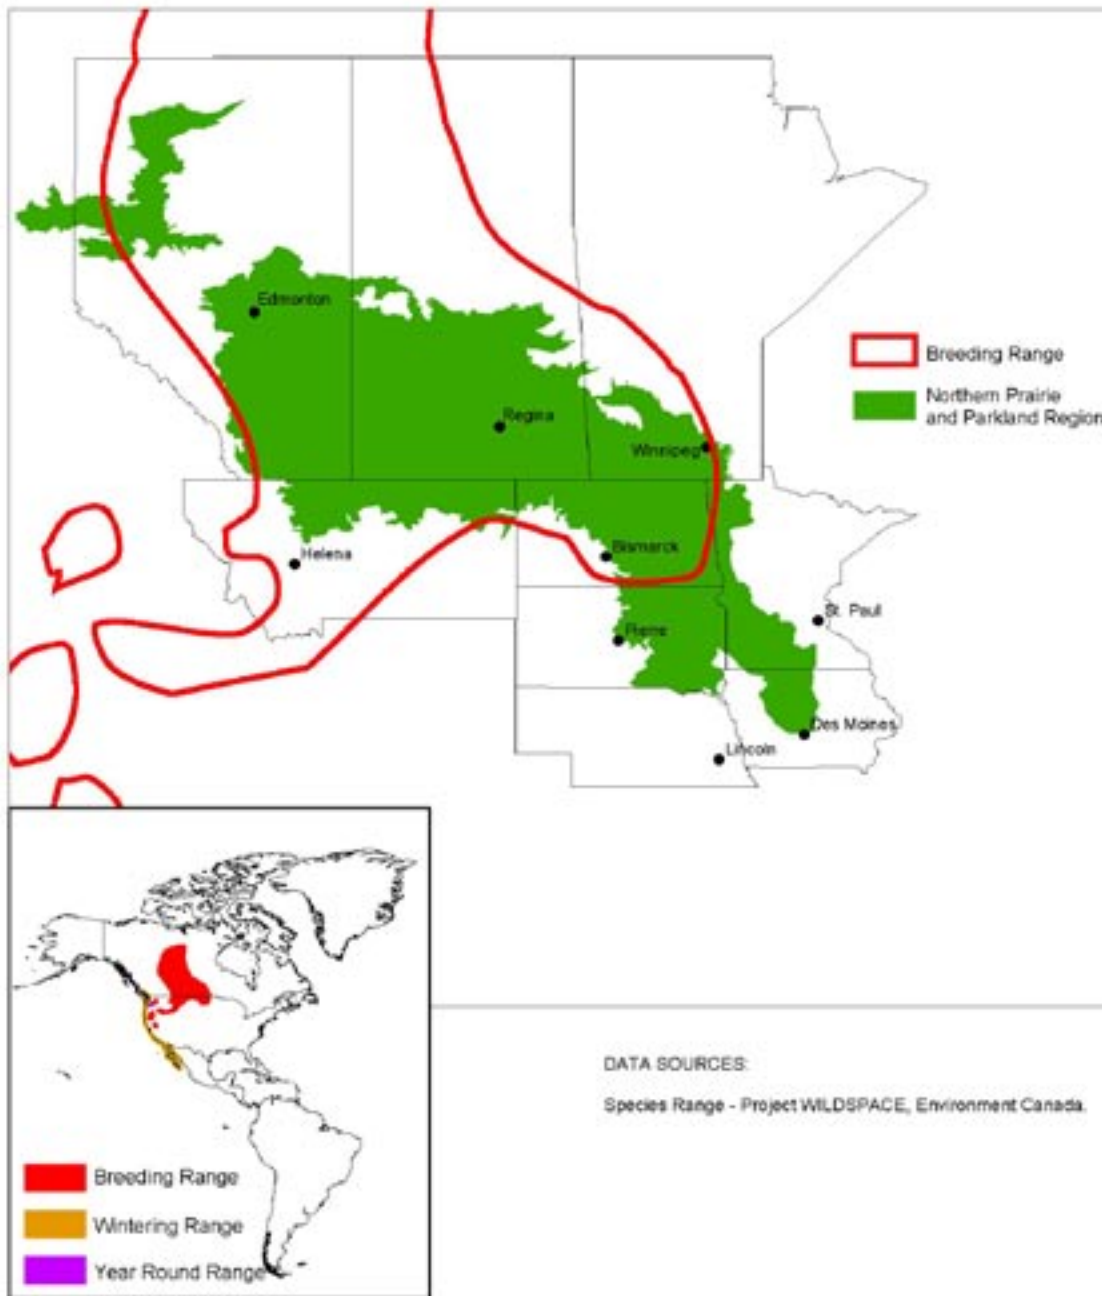 Edmonton
Breeding Range
Northern Prairie
and Parkland Region
Regina
Winnipeg
Bismarck
Helena
St. Paul
Pierre
Des Moines
Lincoln
DATA SOURCES:
Species Range - Project WILDSPACE, Environment Canada.
Breeding Range
Wintering Range
Year Round Range